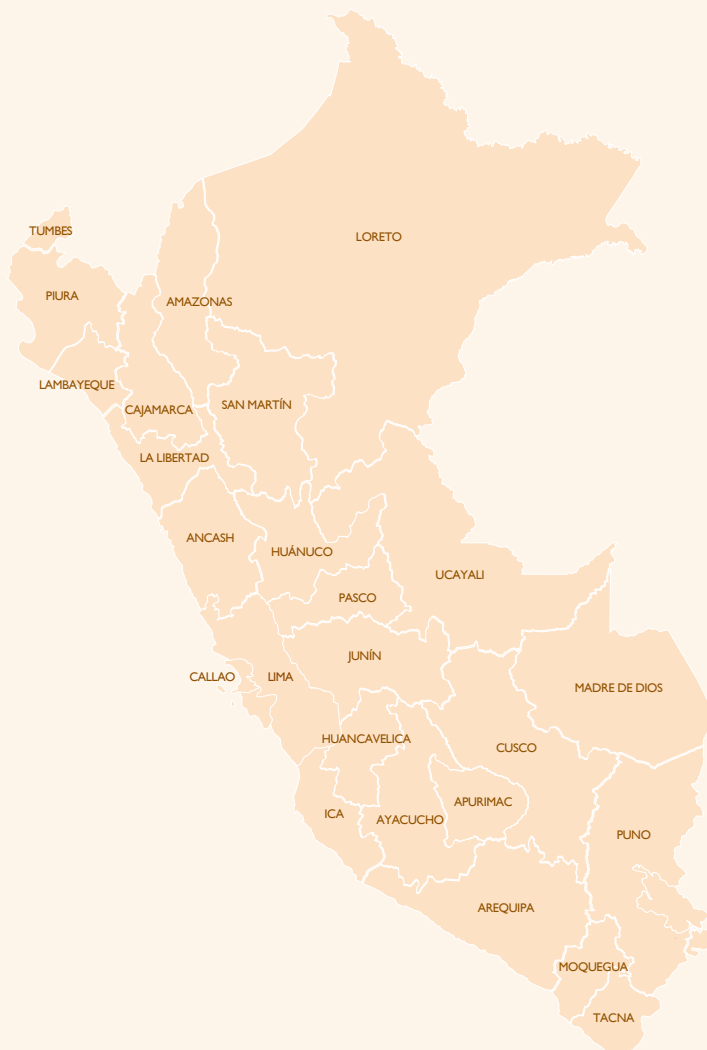 TUMBES
LORETO
PIURA
AMAZONAS
LAMBAYEQUE
CAJAMARCA
SAN MARTÍN
LA LIBERTAD
ANCASH
HUÁNUCO
UCAYALI
PASCO
JUNÍN
CALLAO
LIMA
MADRE DE DIOS
HUANCAVELICA
CUSCO
APURIMAC
ICA
AYACUCHO
PUNO
AREQUIPA
MOQUEGUA
TACNA